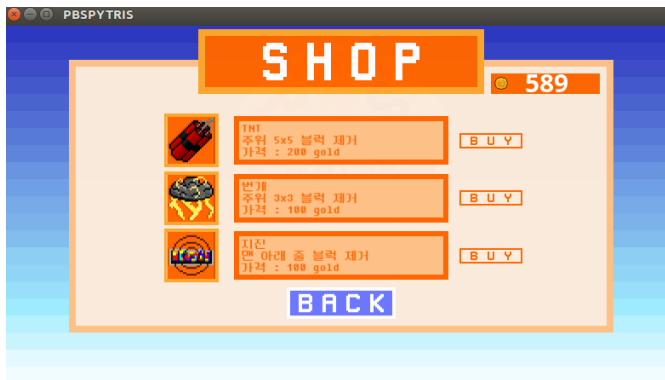 PBSPYTRIS
SHOP
589
TNT
주위 5x5 블럭 제거
가격 : 200 gold
BUY
번개
주위 3x3 블럭 제거
가격 : 100 gold
BUY
지진
맨 아래 줄 블럭 제거
가격 : 100 gold
BUY
BACK